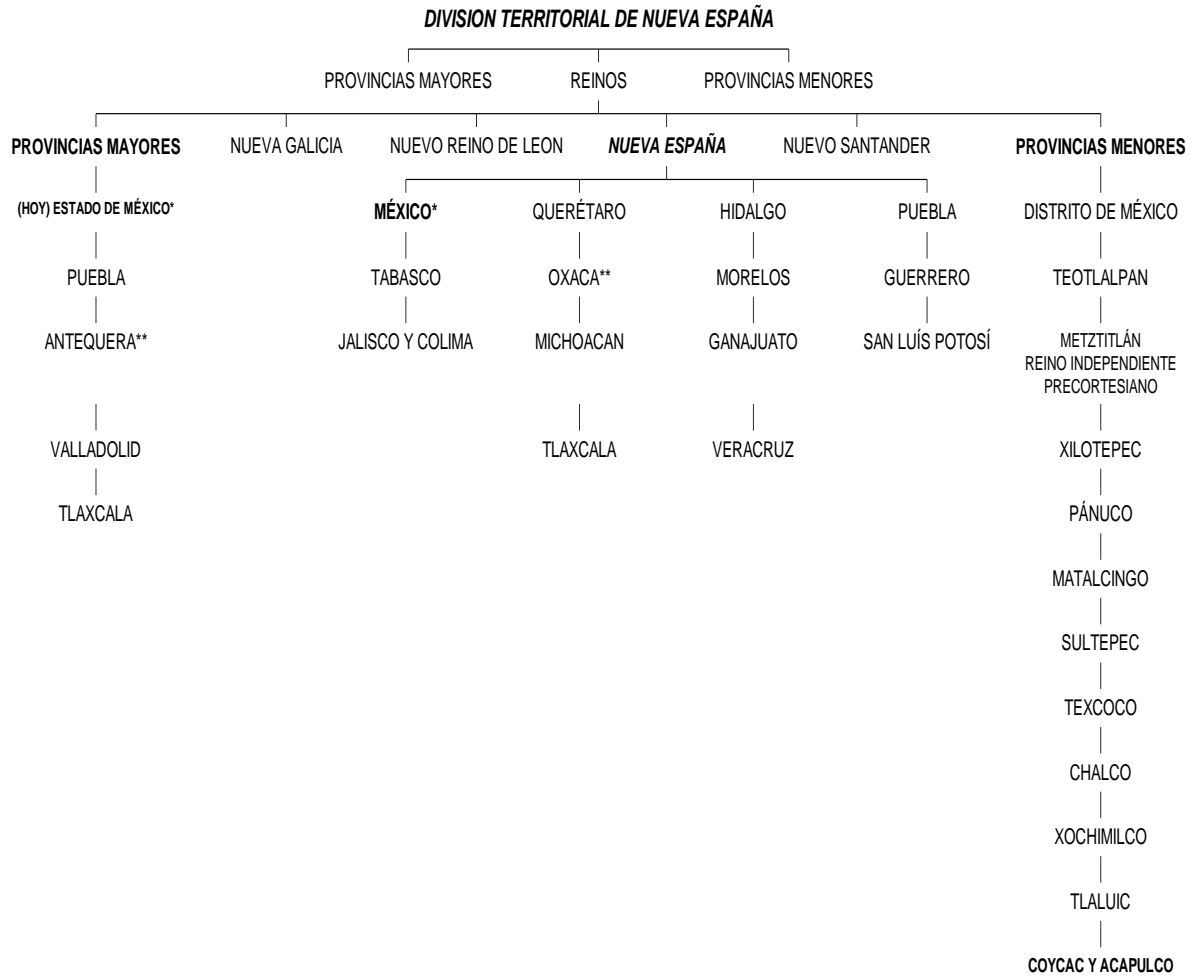 DIVISION TERRITORIAL DE NUEVA ESPAÑA
PROVINCIAS MAYORES REINOS PROVINCIAS MENORES
PROVINCIAS MAYORES NUEVA GALICIA NUEVO REINO DE LEON NUEVA ESPAÑA NUEVO SANTANDER PROVINCIAS MENORES
(HOY) ESTADO DE MÉXICO* MÉXICO* QUERÉTARO HIDALGO PUEBLA DISTRITO DE MÉXICO
PUEBLA TABASCO OXACA** MORELOS GUERRERO TEOTLALPAN
ANTEQUERA** JALISCO Y COLIMA MICHOACAN GANAJUATO SAN LUÍS POTOSÍ METZTITLÁN
REINO INDEPENDIENTE
PRECORTESIANO
VALLADOLID TLAXCALA VERACRUZ XILOTEPEC
TLAXCALA PÁNUCO
MATALCINGO
SULTEPEC
TEXCOCO
CHALCO
XOCHIMILCO
TLALUIC
COYCAC Y ACAPULCO